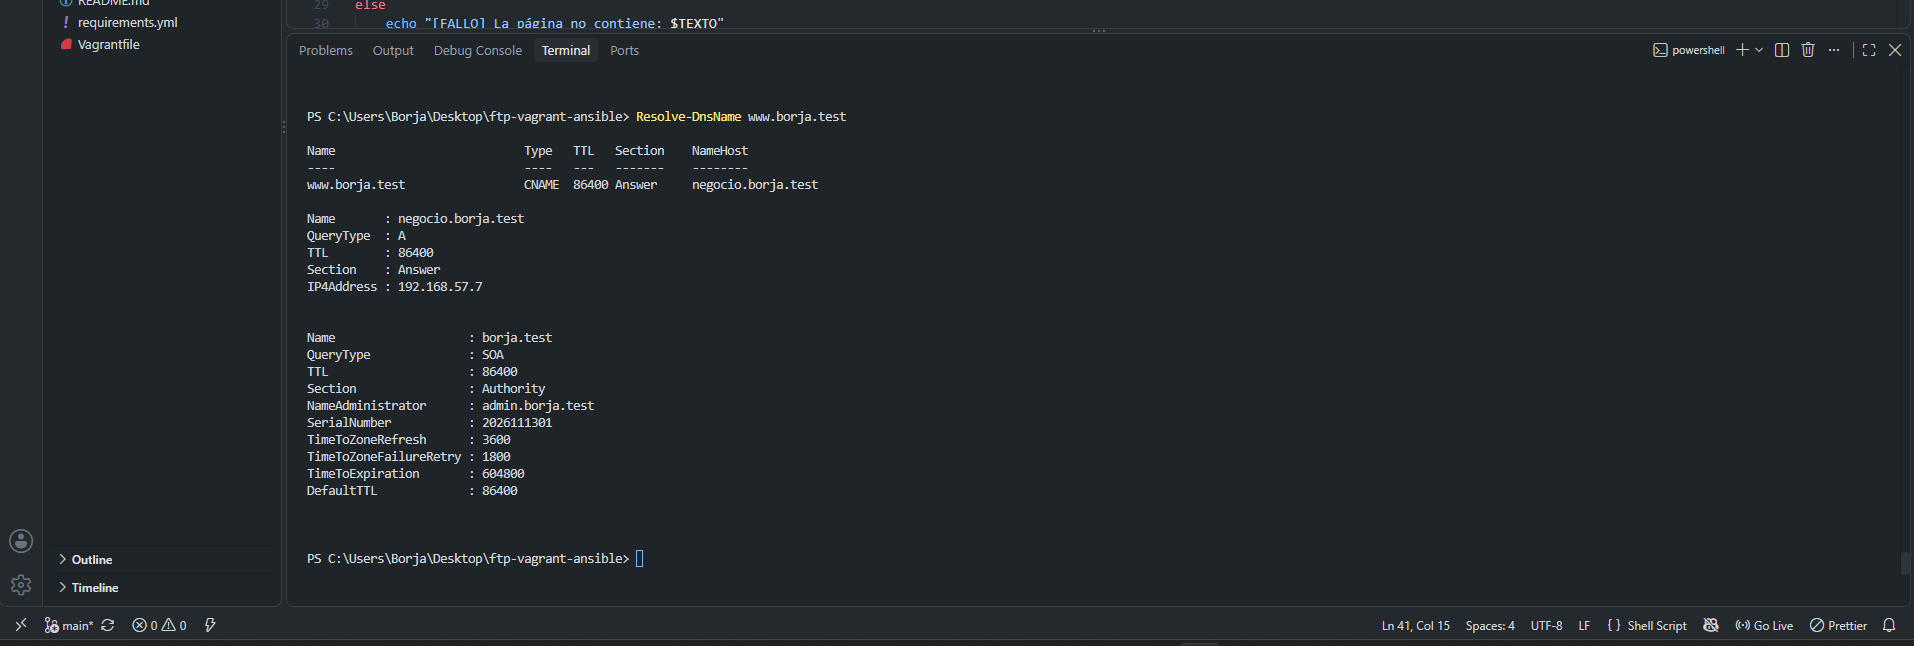 README.md
! requirements.yml
Vagrantfile
29 else
30 echo "[FALLO] La página no contiene: $TEXTO"
Problems Output Debug Console Terminal Ports
powershell
PS C:\Users\Borja\Desktop\ftp-vagrant-ansible> Resolve-DnsName www.borja.test
Name Type TTL Section NameHost
---- ---- --- ------- --------
www.borja.test CNAME 86400 Answer negocio.borja.test
Name : negocio.borja.test
QueryType : A
TTL : 86400
Section : Answer
IP4Address : 192.168.57.7
Name : borja.test
QueryType : SOA
TTL : 86400
Section : Authority
NameAdministrator : admin.borja.test
SerialNumber : 2026111301
TimeToZoneRefresh : 3600
TimeToZoneFailureRetry : 1800
TimeToExpiration : 604800
DefaultTTL : 86400
PS C:\Users\Borja\Desktop\ftp-vagrant-ansible>
Outline
Timeline
main* 0 0 Ln 41, Col 15 Spaces: 4 UTF-8 LF { } Shell Script Go Live Prettier